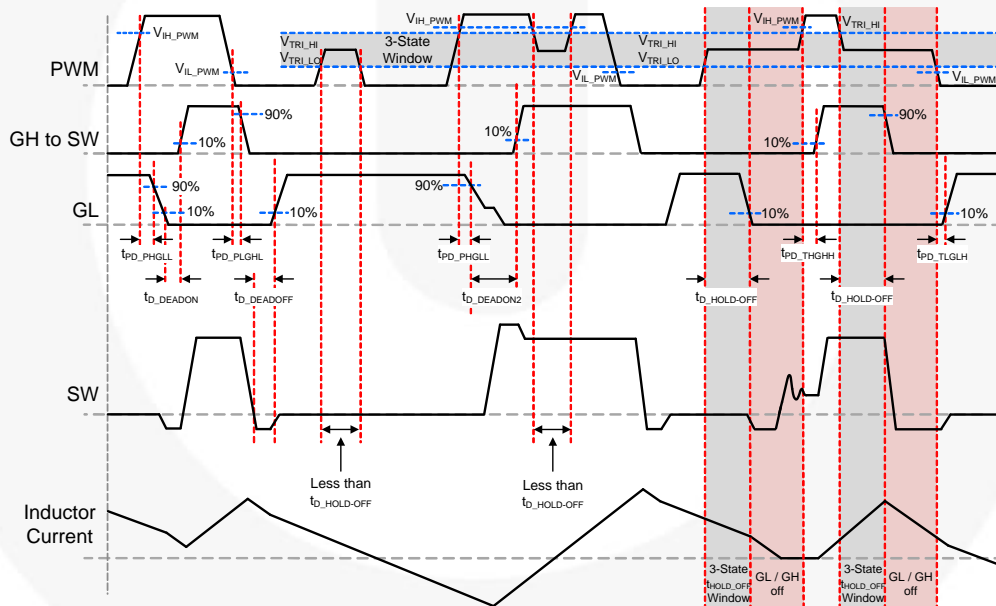 PWM
V_IH_PWM
V_IL_PWM
V_TRI_HI
V_TRI_LO
3-State
Window
V_IH_PWM
V_IL_PWM
V_TRI_HI
V_TRI_LO
V_IH_PWM
V_TRI_HI
V_IL_PWM
GH to SW
10%
90%
10%
10%
90%
GL
90%
10%
10%
90%
10%
10%
t_PD_PHGLL
t_PD_PLGHL
t_PD_PHGLL
t_PD_THGHH
t_PD_TLGLH
t_D_DEADON
t_D_DEADOFF
t_D_DEADON2
t_D_HOLD-OFF
t_D_HOLD-OFF
SW
Less than
t_D_HOLD-OFF
Less than
t_D_HOLD-OFF
Inductor
Current
3-State
t_HOLD_OFF
Window
GL / GH
off
3-State
t_HOLD_OFF
Window
GL / GH
off